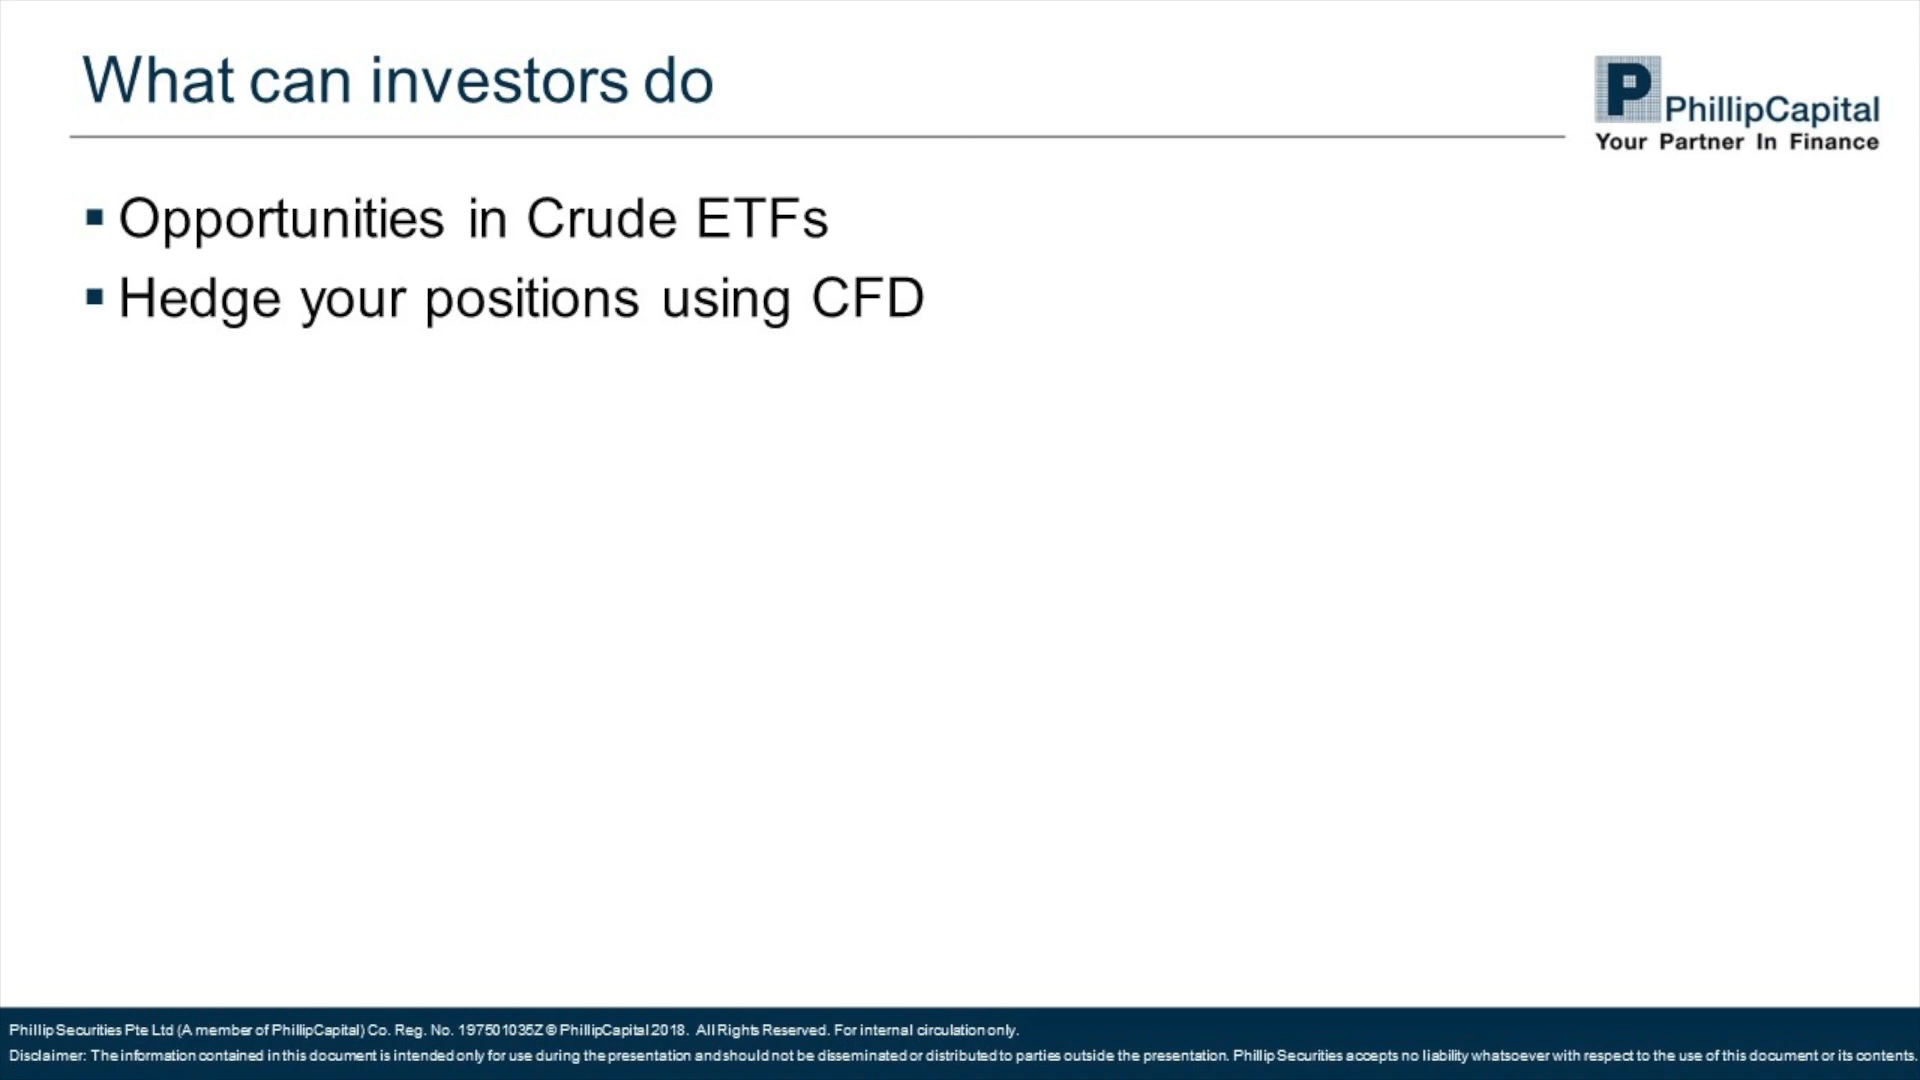 What can investors do
PhillipCapital
Your Partner In Finance
Opportunities in Crude ETFs
Hedge your positions using CFD
Phillip Securities Pte Ltd (A member of PhillipCapital) Co. Reg. No. 197501035Z © PhillipCapital 2018. All Rights Reserved. For internal circulation only.
Disclaimer: The information contained in this document is intended only for use during the presentation and should not be disseminated or distributed to parties outside the presentation. Phillip Securities accepts no liability whatsoever with respect to the use of this document or its contents.